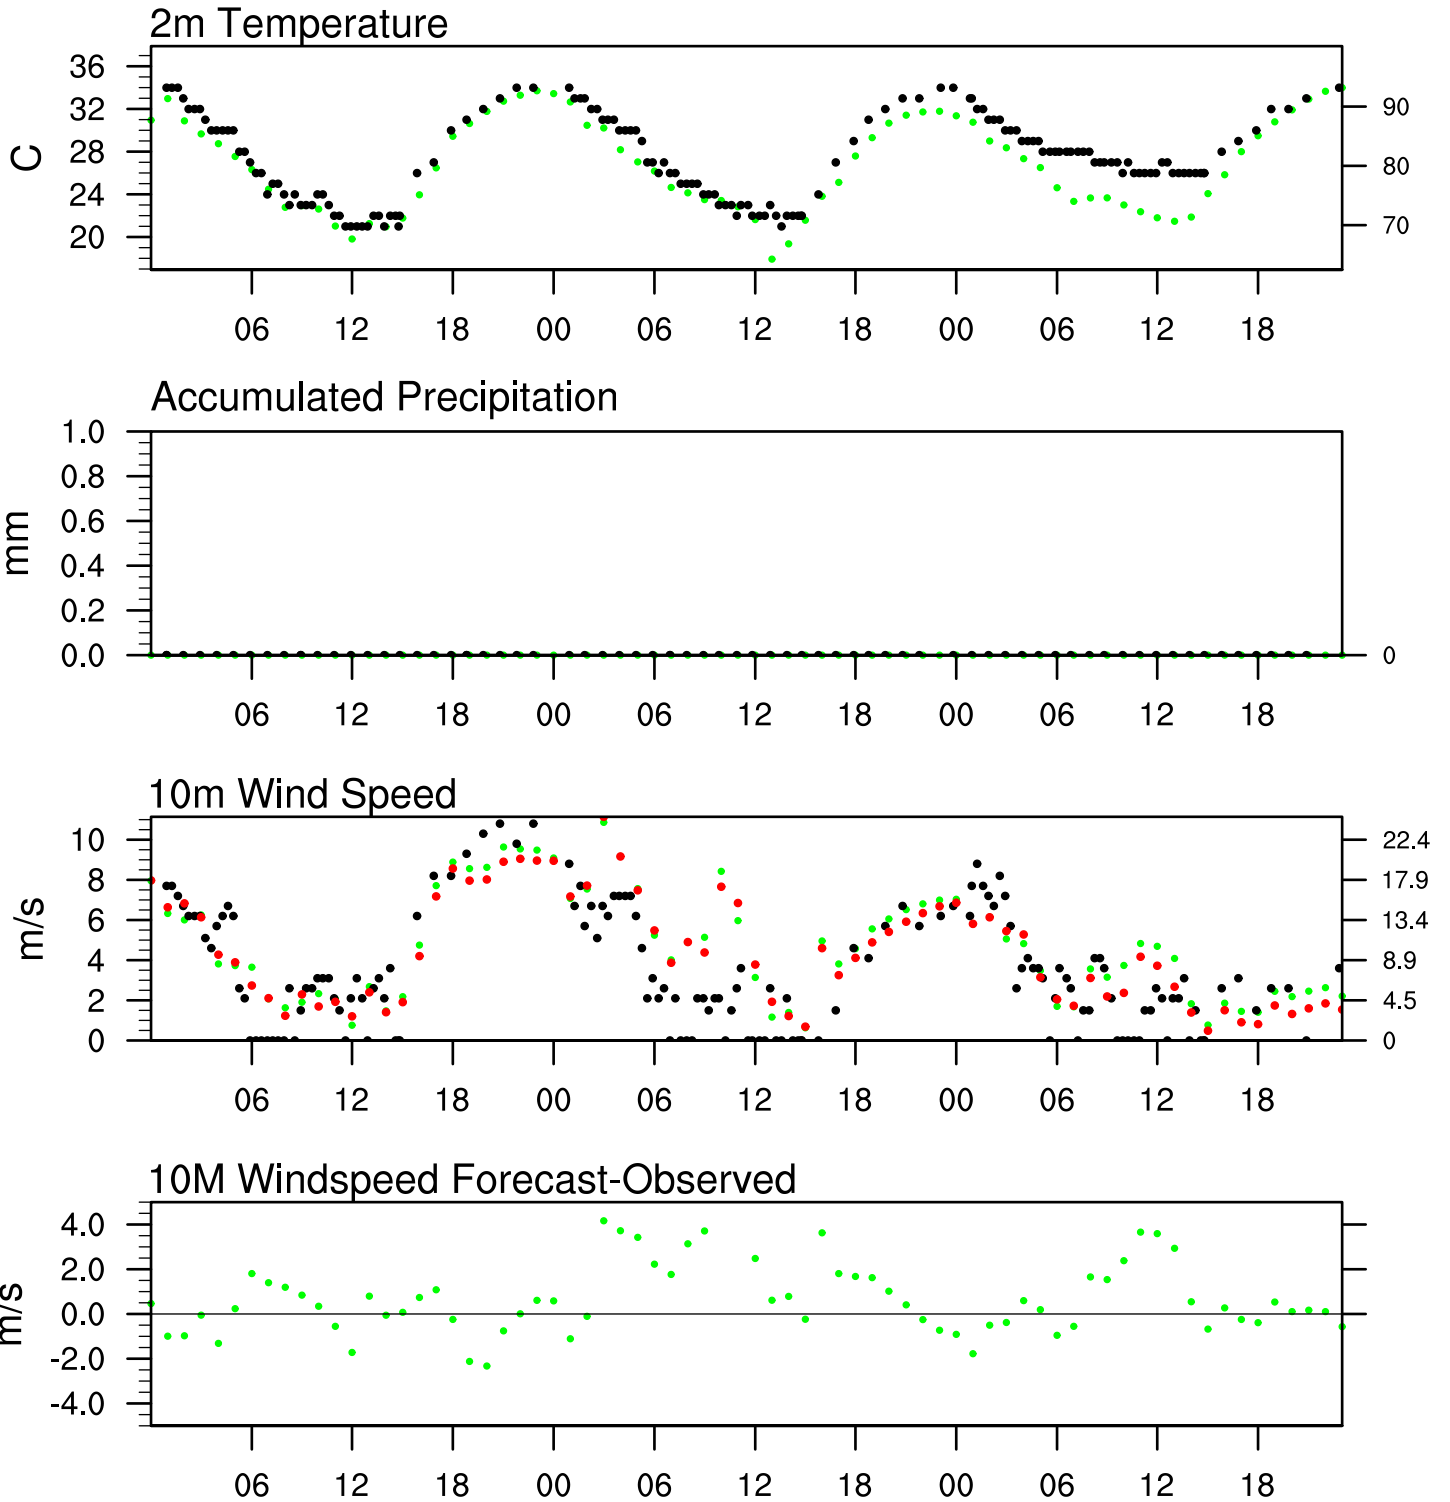 2m Temperature
C
36
32
28
24
20
90
80
70
06 12 18 00 06 12 18 00 06 12 18
Accumulated Precipitation
mm
1.0
0.8
0.6
0.4
0.2
0.0
0
06 12 18 00 06 12 18 00 06 12 18
10m Wind Speed
m/s
10
8
6
4
2
0
22.4
17.9
13.4
8.9
4.5
0
06 12 18 00 06 12 18 00 06 12 18
10M Windspeed Forecast-Observed
m/s
4.0
2.0
0.0
-2.0
-4.0
06 12 18 00 06 12 18 00 06 12 18